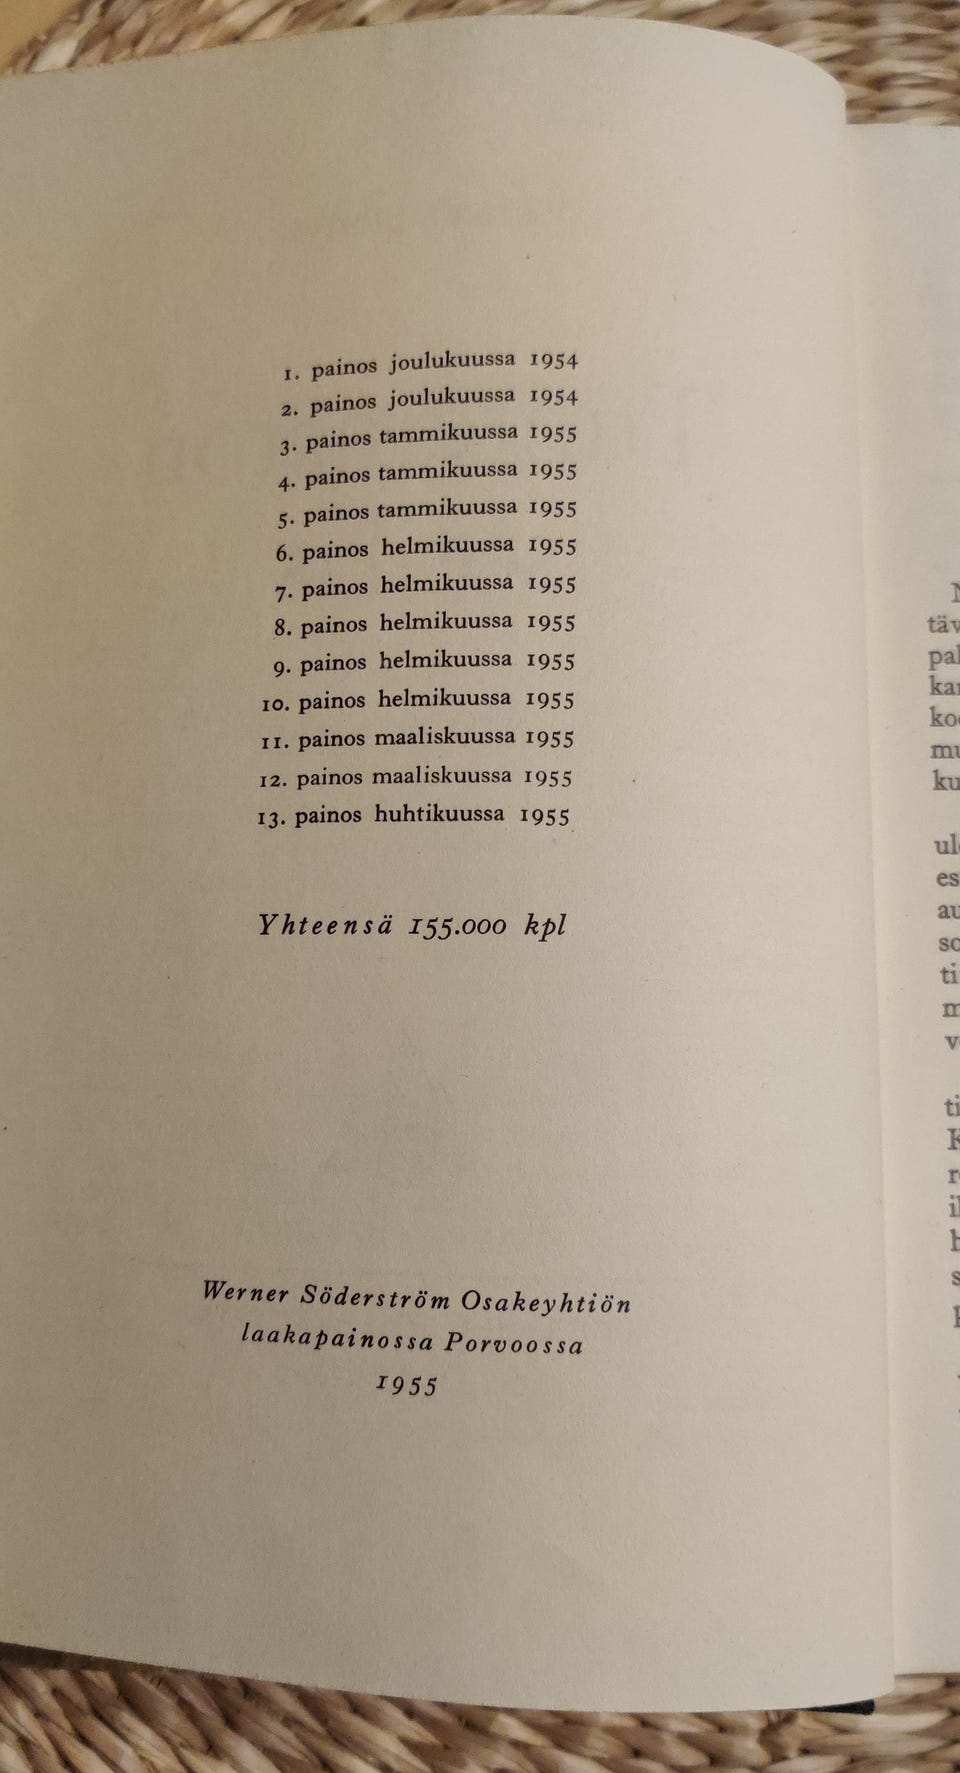 1. painos joulukuussa 1954
2. painos joulukuussa 1954
3. painos tammikuussa 1955
4. painos tammikuussa 1955
5. painos tammikuussa 1955
6. painos helmikuussa 1955
7. painos helmikuussa 1955
8. painos helmikuussa 1955
9. painos helmikuussa 1955
10. painos helmikuussa 1955
11. painos maaliskuussa 1955
12. painos maaliskuussa 1955
13. painos huhtikuussa 1955
Yhteensä 155.000 kpl
Werner Söderström Osakeyhtiön
laakapainossa Porvoossa
1955